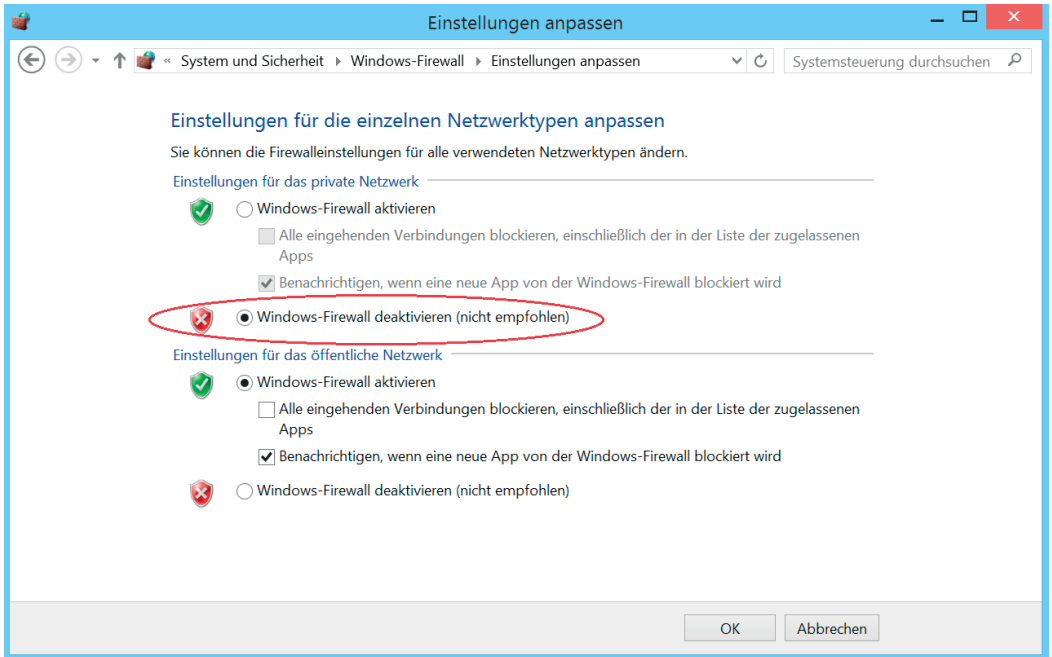 Einstellungen anpassen
« System und Sicherheit Windows-Firewall Einstellungen anpassen
Systemsteuerung durchsuchen
Einstellungen für die einzelnen Netzwerktypen anpassen
Sie können die Firewalleinstellungen für alle verwendeten Netzwerktypen ändern.
Einstellungen für das private Netzwerk
Windows-Firewall aktivieren
Alle eingehenden Verbindungen blockieren, einschließlich der in der Liste der zugelassenen
Apps
Benachrichtigen, wenn eine neue App von der Windows-Firewall blockiert wird
Windows-Firewall deaktivieren (nicht empfohlen)
Einstellungen für das öffentliche Netzwerk
Windows-Firewall aktivieren
Alle eingehenden Verbindungen blockieren, einschließlich der in der Liste der zugelassenen
Apps
Benachrichtigen, wenn eine neue App von der Windows-Firewall blockiert wird
Windows-Firewall deaktivieren (nicht empfohlen)
OK
Abbrechen